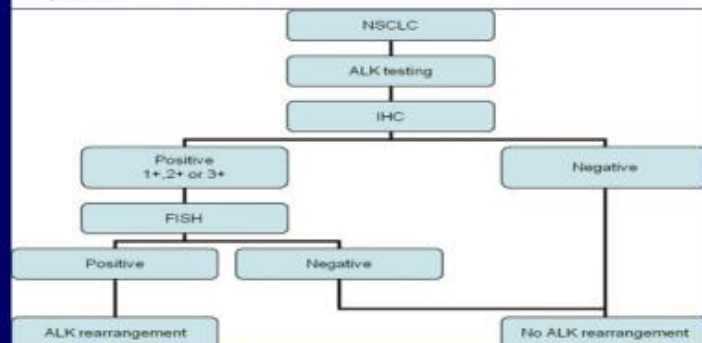 NSCLC
ALK testing
IHC
Positive
1+,2+ or 3+
Negative
FISH
Positive
Negative
ALK rearrangement
No ALK rearrangement